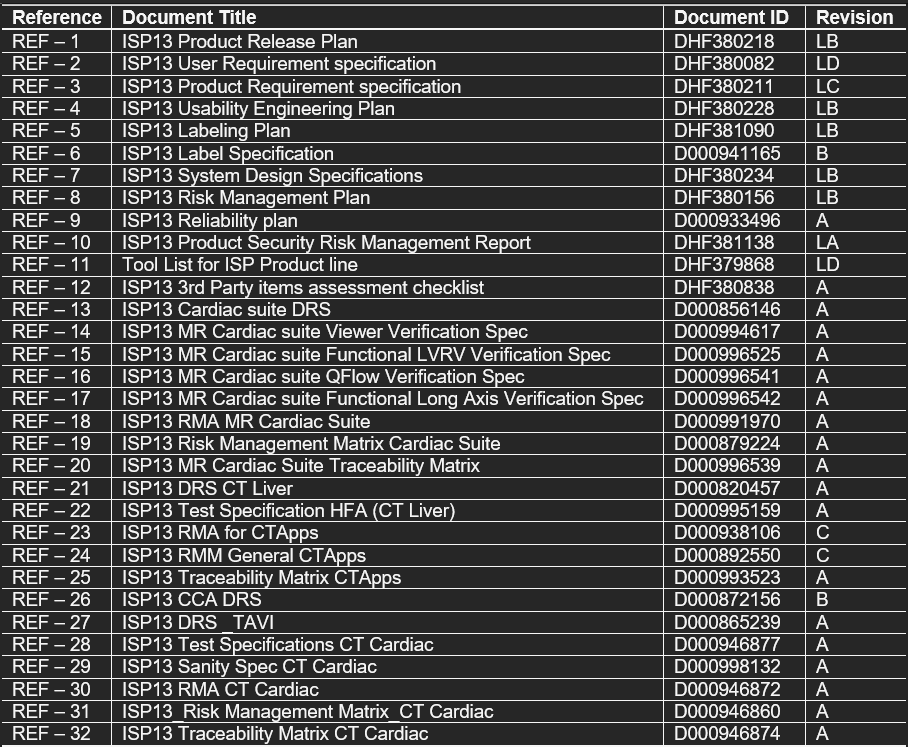 Reference Document Title Document ID Revision
REF – 1 ISP13 Product Release Plan DHF380218 LB
REF – 2 ISP13 User Requirement specification DHF380082 LD
REF – 3 ISP13 Product Requirement specification DHF380211 LC
REF – 4 ISP13 Usability Engineering Plan DHF380228 LB
REF – 5 ISP13 Labeling Plan DHF381090 LB
REF – 6 ISP13 Label Specification D000941165 B
REF – 7 ISP13 System Design Specifications DHF380234 LB
REF – 8 ISP13 Risk Management Plan DHF380156 LB
REF – 9 ISP13 Reliability plan D000933496 A
REF – 10 ISP13 Product Security Risk Management Report DHF381138 LA
REF – 11 Tool List for ISP Product line DHF379868 LD
REF – 12 ISP13 3rd Party items assessment checklist DHF380838 A
REF – 13 ISP13 Cardiac suite DRS D000856146 A
REF – 14 ISP13 MR Cardiac suite Viewer Verification Spec D000994617 A
REF – 15 ISP13 MR Cardiac suite Functional LVRV Verification Spec D000996525 A
REF – 16 ISP13 MR Cardiac suite QFlow Verification Spec D000996541 A
REF – 17 ISP13 MR Cardiac suite Functional Long Axis Verification Spec D000996542 A
REF – 18 ISP13 RMA MR Cardiac Suite D000991970 A
REF – 19 ISP13 Risk Management Matrix Cardiac Suite D000879224 A
REF – 20 ISP13 MR Cardiac Suite Traceability Matrix D000996539 A
REF – 21 ISP13 DRS CT Liver D000820457 A
REF – 22 ISP13 Test Specification HFA (CT Liver) D000995159 A
REF – 23 ISP13 RMA for CTApps D000938106 C
REF – 24 ISP13 RMM General CTApps D000892550 C
REF – 25 ISP13 Traceability Matrix CTApps D000993523 A
REF – 26 ISP13 CCA DRS D000872156 B
REF – 27 ISP13 DRS _TAVI D000865239 A
REF – 28 ISP13 Test Specifications CT Cardiac D000946877 A
REF – 29 ISP13 Sanity Spec CT Cardiac D000998132 A
REF – 30 ISP13 RMA CT Cardiac D000946872 A
REF – 31 ISP13_Risk Management Matrix_CT Cardiac D000946860 A
REF – 32 ISP13 Traceability Matrix CT Cardiac D000946874 A